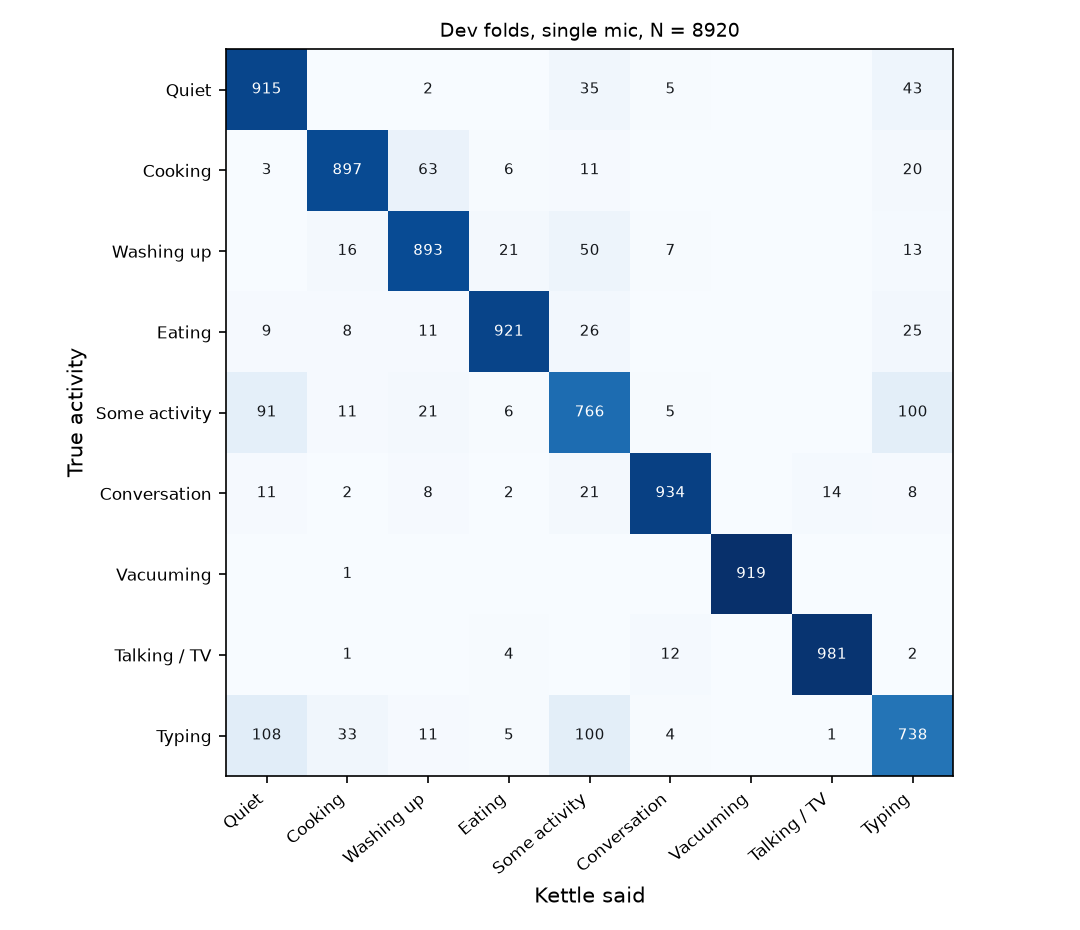 Dev folds, single mic, N = 8920
Quiet 915 2 35 5 43
Cooking 3 897 63 6 11 20
Washing up 16 893 21 50 7 13
Eating 9 8 11 921 26 25
Some activity 91 11 21 6 766 5 100
Conversation 11 2 8 2 21 934 14 8
Vacuuming 1 919
Talking / TV 1 4 12 981 2
Typing 108 33 11 5 100 4 1 738
True activity
Quiet Cooking Washing up Eating Some activity Conversation Vacuuming Talking / TV Typing
Kettle said